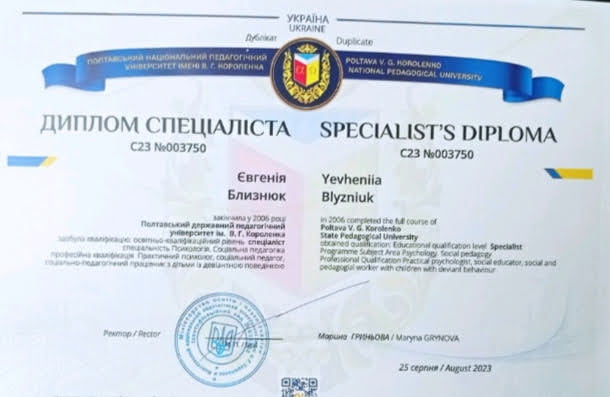 УКРАЇНА
UKRAINE
Дублікат
Duplicate
ПОЛТАВСЬКИЙ НАЦІОНАЛЬНИЙ ПЕДАГОГІЧНИЙ
УНІВЕРСИТЕТ ІМЕНІ В. Г. КОРОЛЕНКА
POLTAVA V. G. KOROLENKO
NATIONAL PEDAGOGICAL UNIVERSITY
ДИПЛОМ СПЕЦІАЛІСТА
С23 №003750
SPECIALIST'S DIPLOMA
C23 №003750
Євгенія
Близнюк
Yevheniia
Blyzniuk
закінчила у 2006 році
Полтавський державний педагогічний
університет ім. В. Г. Короленка
здобула кваліфікацію: освітньо-кваліфікаційний рівень спеціаліст
спеціальність Психологія. Соціальна педагогіка
професійна кваліфікація Практичний психолог, соціальний педагог,
соціально-педагогічний працівник з дітьми із девіантною поведінкою
in 2006 completed the full course of
Poltava V. G. Korolenko
State Pedagogical University
obtained qualification: Educational qualification level Specialist
Programme Subject Area Psychology. Social pedagogy
Professional Qualification Practical psychologist, social educator, social and
pedagogical worker with children with deviant behaviour
Ректор / Rector
Марина ГРИНЬОВА / Maryna GRYNOVA
25 серпня / August 2023